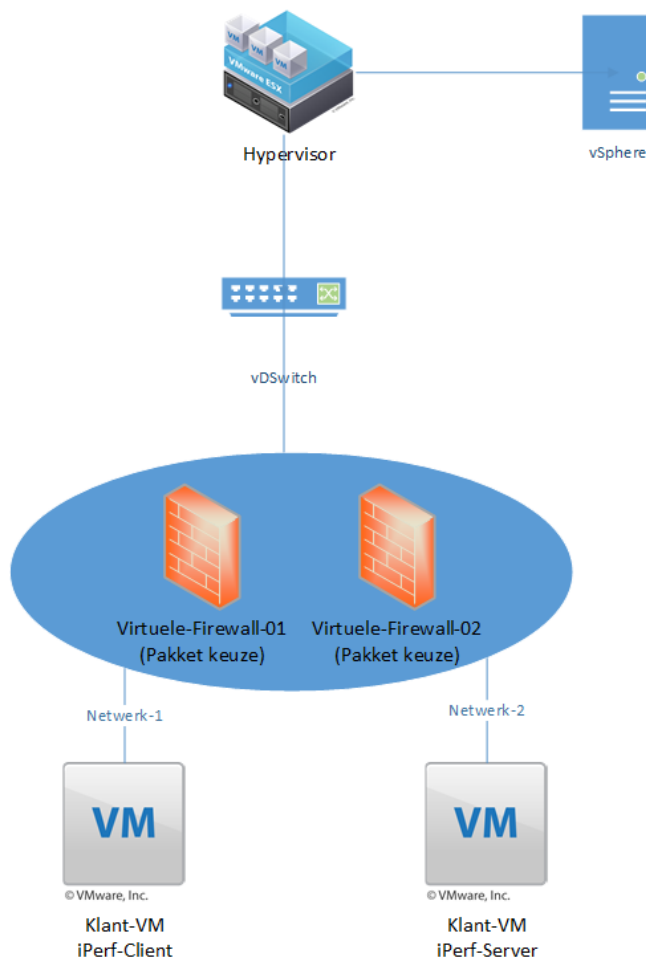 VM
VM
VM
VMware ESX
Hypervisor
vSphere
vDSwitch
Virtuele-Firewall-01
(Pakket keuze)
Virtuele-Firewall-02
(Pakket keuze)
Netwerk-1
Netwerk-2
VM
© VMware, Inc.
Klant-VM
iPerf-Client
VM
© VMware, Inc.
Klant-VM
iPerf-Server